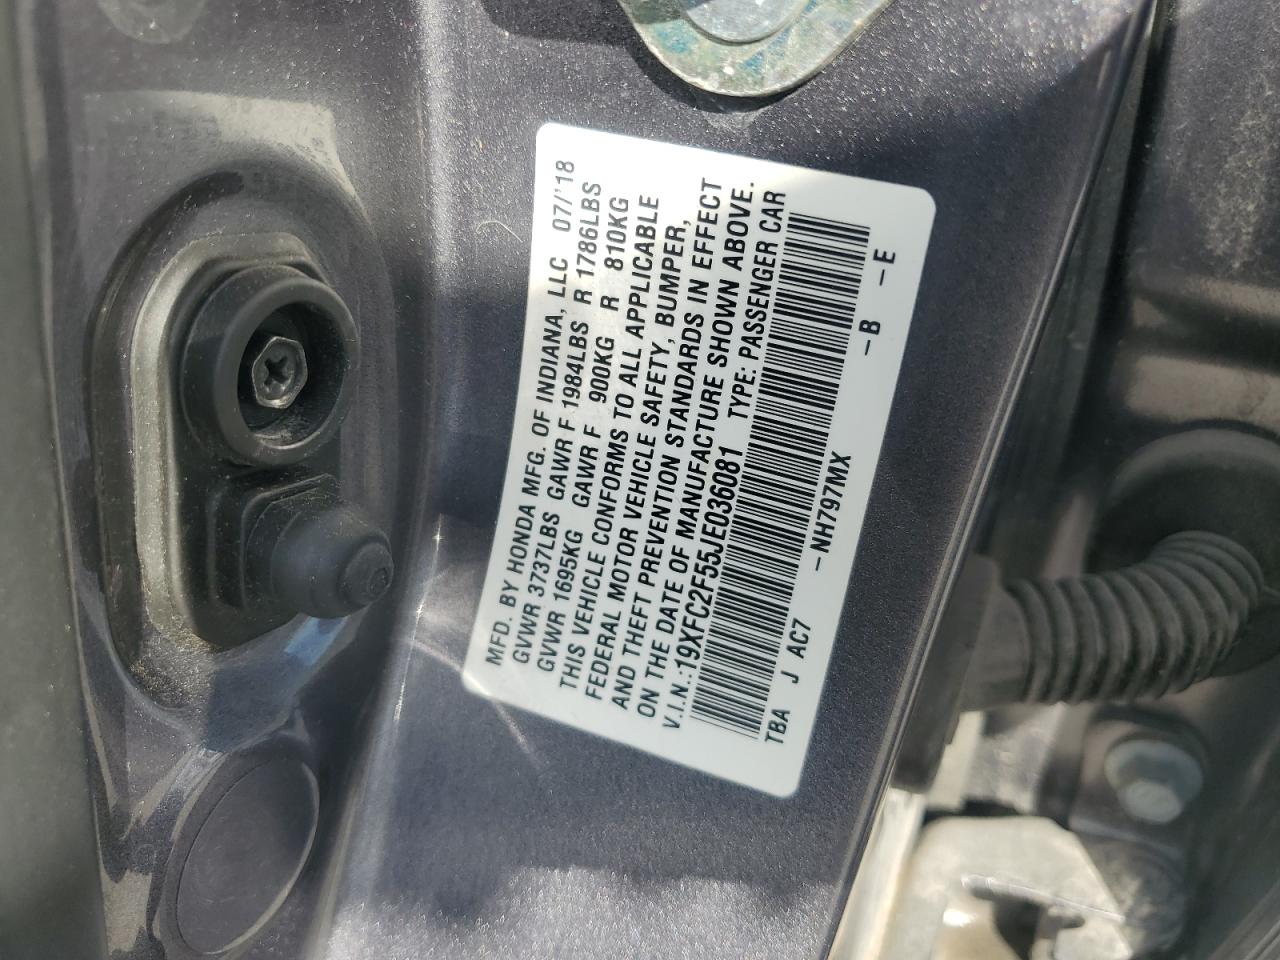 MFD. BY HONDA MFG. OF INDIANA, LLC 07/'18
GVWR 3737LBS GAWR F 1984LBS R 1786LBS
GVWR 1695KG GAWR F 900KG R 810KG
THIS VEHICLE CONFORMS TO ALL APPLICABLE
FEDERAL MOTOR VEHICLE SAFETY, BUMPER,
AND THEFT PREVENTION STANDARDS IN EFFECT
ON THE DATE OF MANUFACTURE SHOWN ABOVE.
V.I.N.:19XFC2F55JE036081 TYPE: PASSENGER CAR
TBA J AC7 -NH797MX -B -E